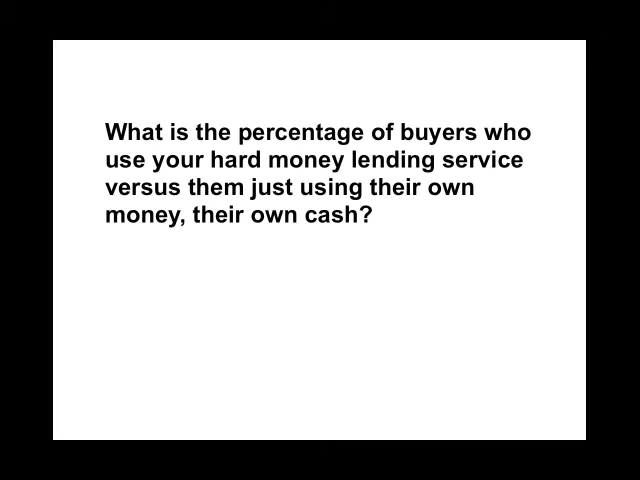 What is the percentage of buyers who
use your hard money lending service
versus them just using their own
money, their own cash?